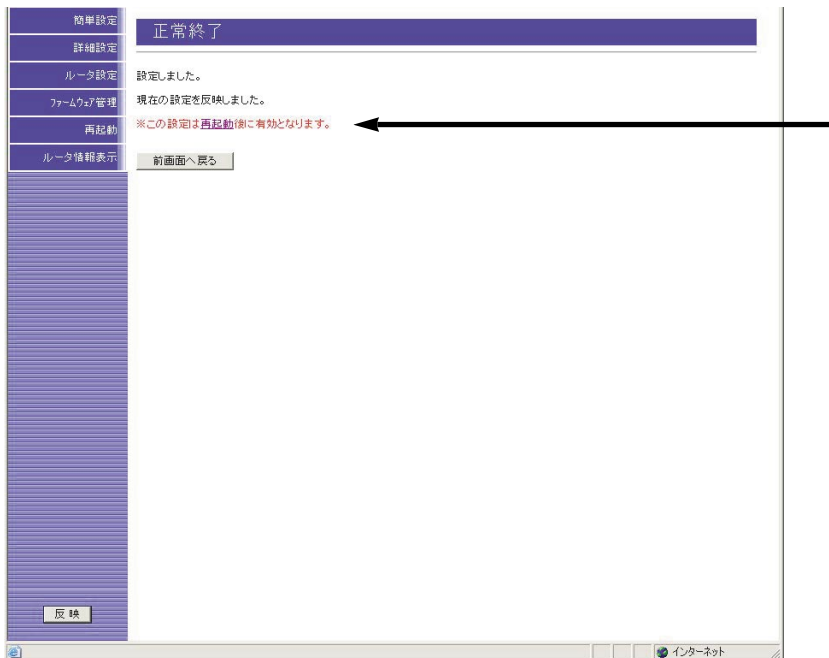 簡単設定
詳細設定
ルータ設定
ファームウェア管理
再起動
ルータ情報表示
正常終了
設定しました。
現在の設定を反映しました。
※この設定は再起動後に有効となります。
前画面へ戻る
反映
インターネット